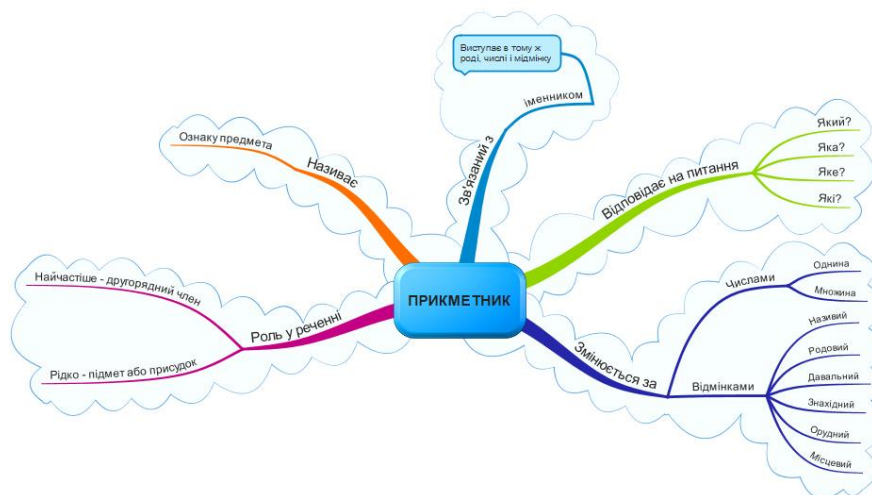 Виступає в тому ж
роді, числі і мідмінку
іменником
Зв'язаний з
Ознаку предмета
Називає
Відповідає на питання
Який?
Яка?
Яке?
Які?
ПРИКМЕТНИК
Найчастіше - другорядний член
Роль у реченні
Рідко - підмет або присудок
Змінюється за
Числами
Однина
Множина
Відмінками
Називий
Родовий
Давальний
Знахідний
Орудний
Місцевий